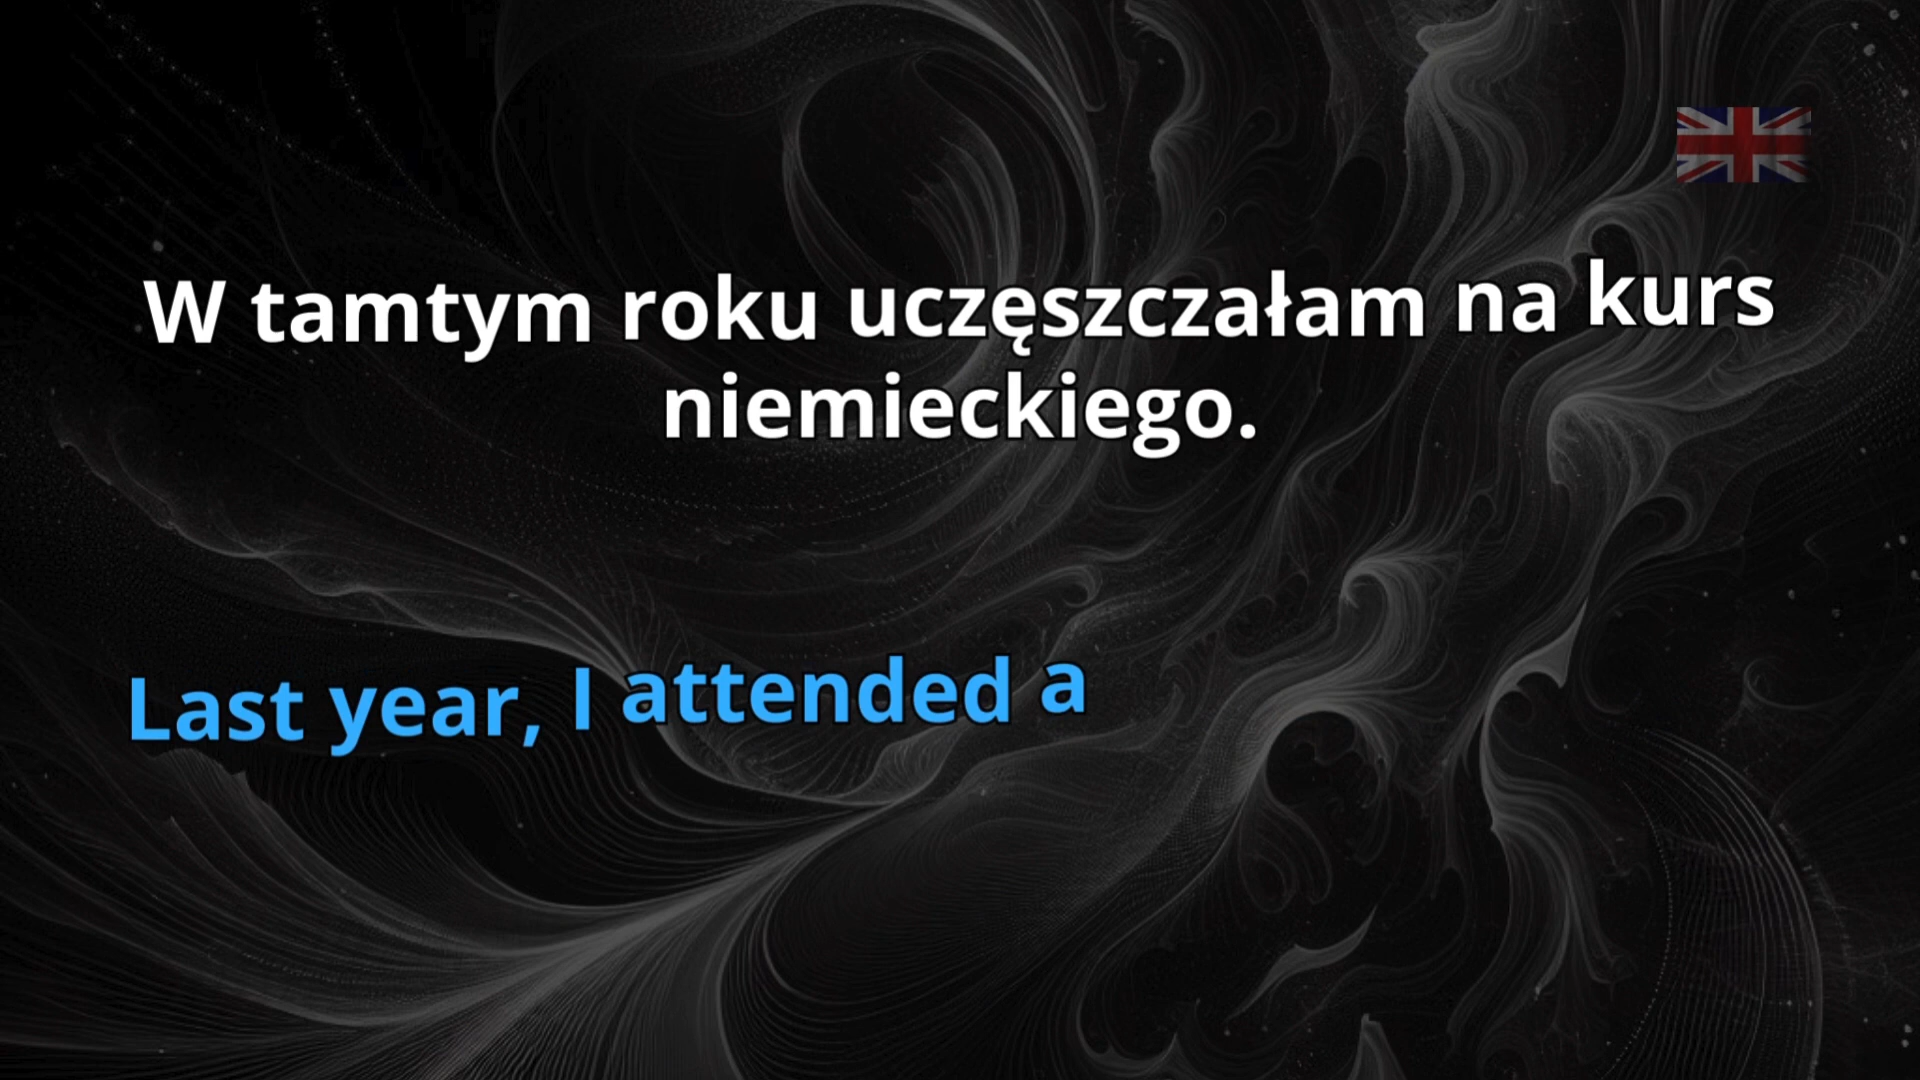 W tamtym roku uczęszczałam na kurs
niemieckiego.
Last year, I attended a